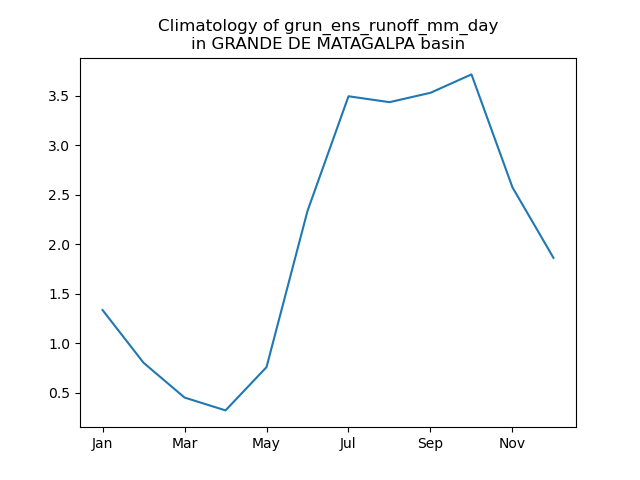 Climatology of grun_ens_runoff_mm_day
in GRANDE DE MATAGALPA basin
3.5
3.0
2.5
2.0
1.5
1.0
0.5
Jan Mar May Jul Sep Nov